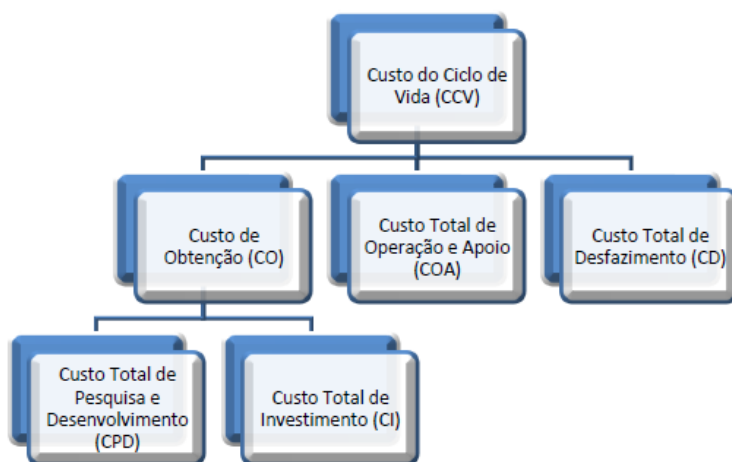 Custo do Ciclo de
Vida (CCV)
Custo de
Obtenção (CO)
Custo Total de
Operação e Apoio
(COA)
Custo Total de
Desfazimento (CD)
Custo Total de
Pesquisa e
Desenvolvimento
(CPD)
Custo Total de
Investimento (CI)